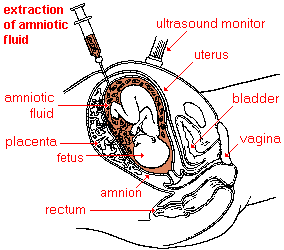 extraction
of amniotic
fluid
ultrasound monitor
uterus
amniotic
fluid
bladder
placenta
vagina
fetus
amnion
rectum